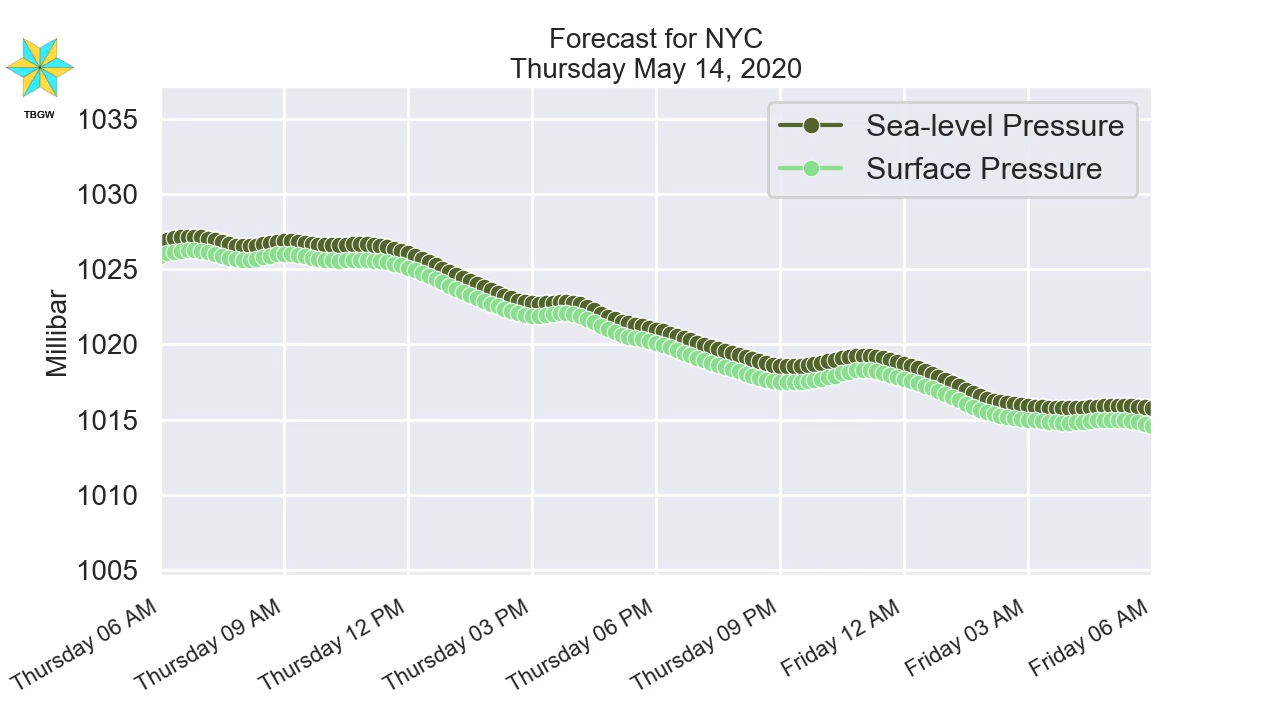 Forecast for NYC
Thursday May 14, 2020
TBGW
Sea-level Pressure
Surface Pressure
Millibar
1035
1030
1025
1020
1015
1010
1005
Thursday 06 AM
Thursday 09 AM
Thursday 12 PM
Thursday 03 PM
Thursday 06 PM
Thursday 09 PM
Friday 12 AM
Friday 03 AM
Friday 06 AM